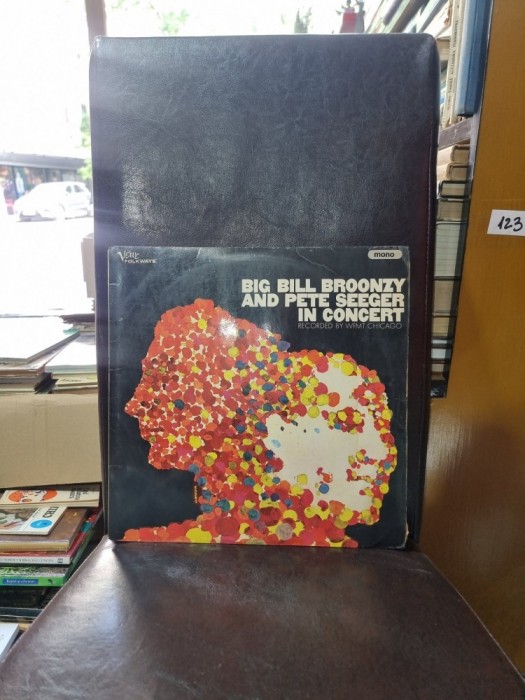 Verve
FOLKWAYS
mono
BIG BILL BROONZY
AND PETE SEEGER
IN CONCERT
RECORDED BY WFMT CHICAGO
123